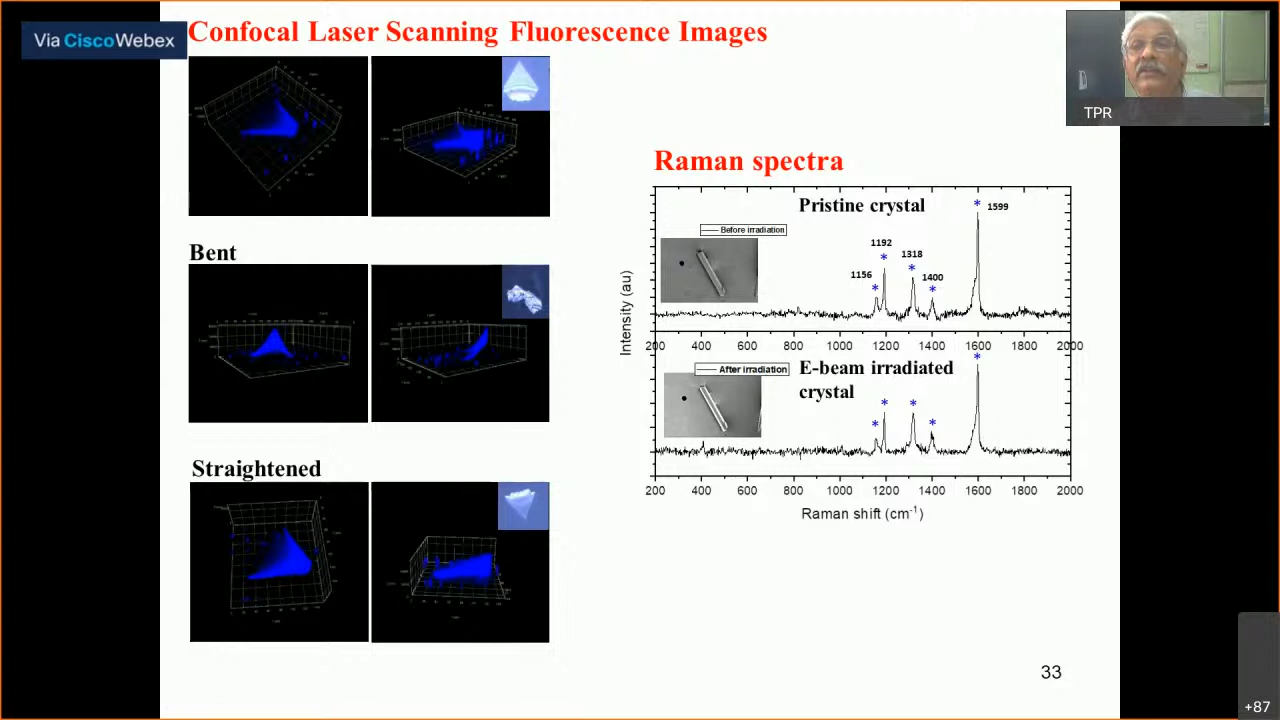 Confocal Laser Scanning Fluorescence Images
Via CiscoWebex
TPR
Raman spectra
Pristine crystal
1599
Before irradiation
1192
1318
1156
1400
Bent
Intensity (au)
200 400 600 800 1000 1200 1400 1600 1800 2000
After irradiation
E-beam irradiated
crystal
Straightened
200 400 600 800 1000 1200 1400 1600 1800 2000
Raman shift (cm⁻¹)
33
+87